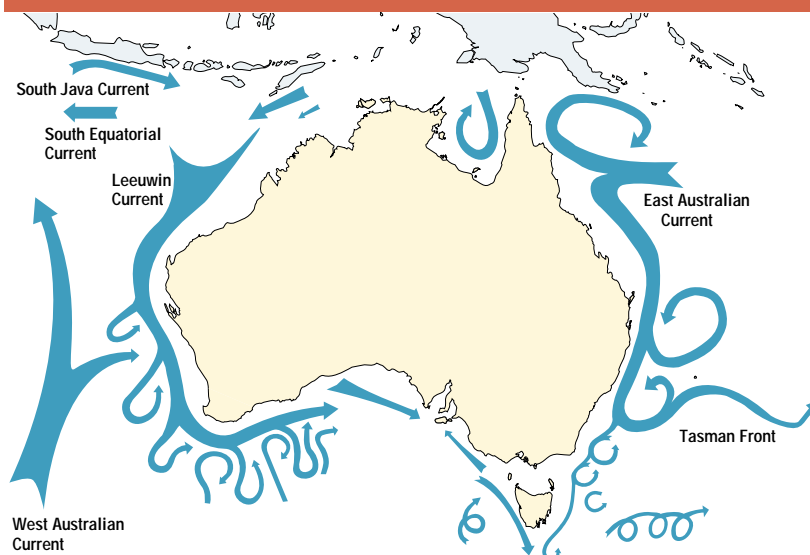 South Java Current
South Equatorial
Current
Leeuwin
Current
East Australian
Current
Tasman Front
West Australian
Current